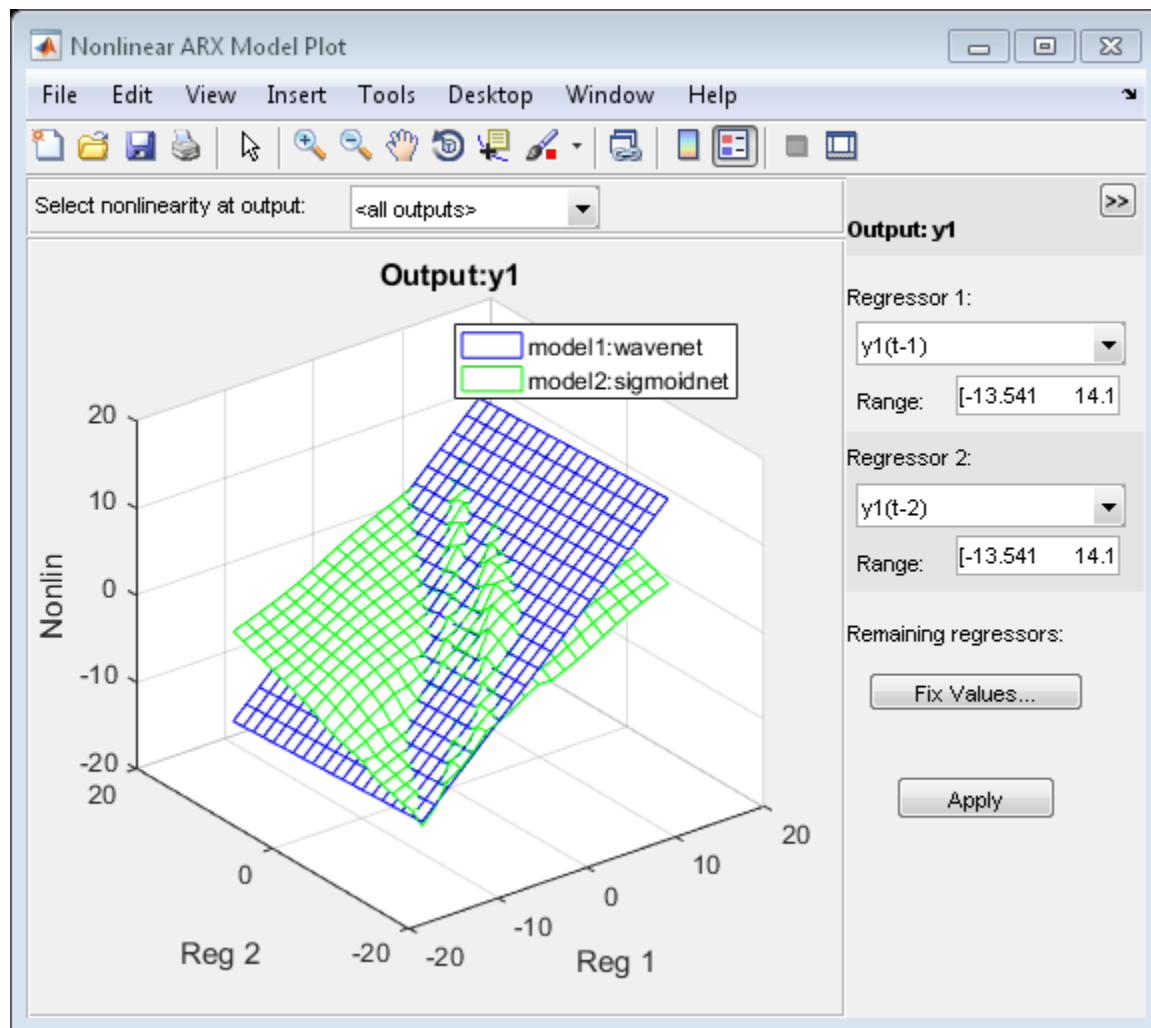 Nonlinear ARX Model Plot
File Edit View Insert Tools Desktop Window Help
Select nonlinearity at output: <all outputs>
>>
Output: y1
Output:y1
model1:wavenet
model2:sigmoidnet
Regressor 1:
y1(t-1)
Range: [-13.541 14.1
Regressor 2:
y1(t-2)
Range: [-13.541 14.1
Remaining regressors:
Fix Values...
Apply
Nonlin
20
10
0
-10
-20
20
0
-20
Reg 2
-20
-10
0
10
20
Reg 1